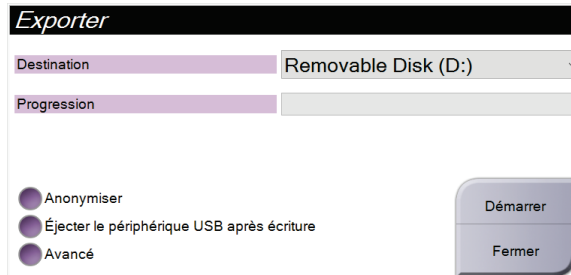 Exporter
Destination
Removable Disk (D:)
Progression
Anonymiser
Éjecter le périphérique USB après écriture
Avancé
Démarrer
Fermer